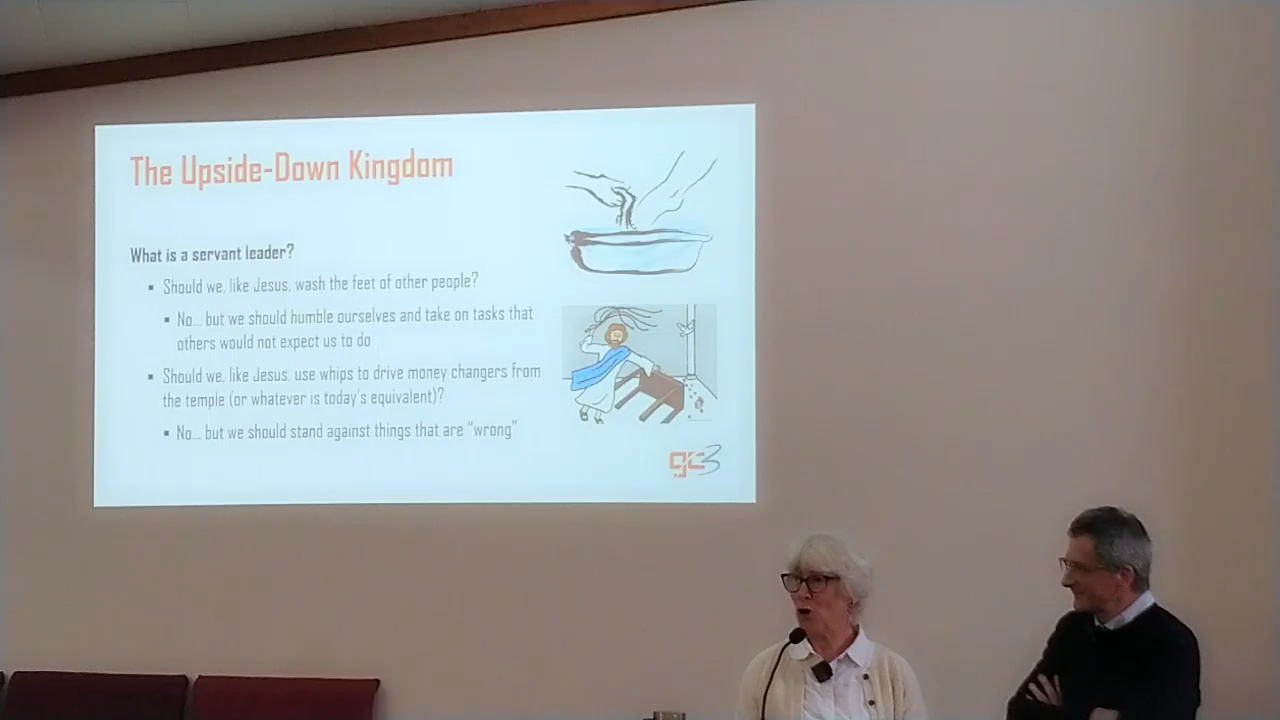 The Upside-Down Kingdom
What is a servant leader?
▪ Should we, like Jesus, wash the feet of other people?
▪ No... but we should humble ourselves and take on tasks that
others would not expect us to do
▪ Should we, like Jesus, use whips to drive money changers from
the temple (or whatever is today's equivalent)?
▪ No... but we should stand against things that are "wrong"
gc3